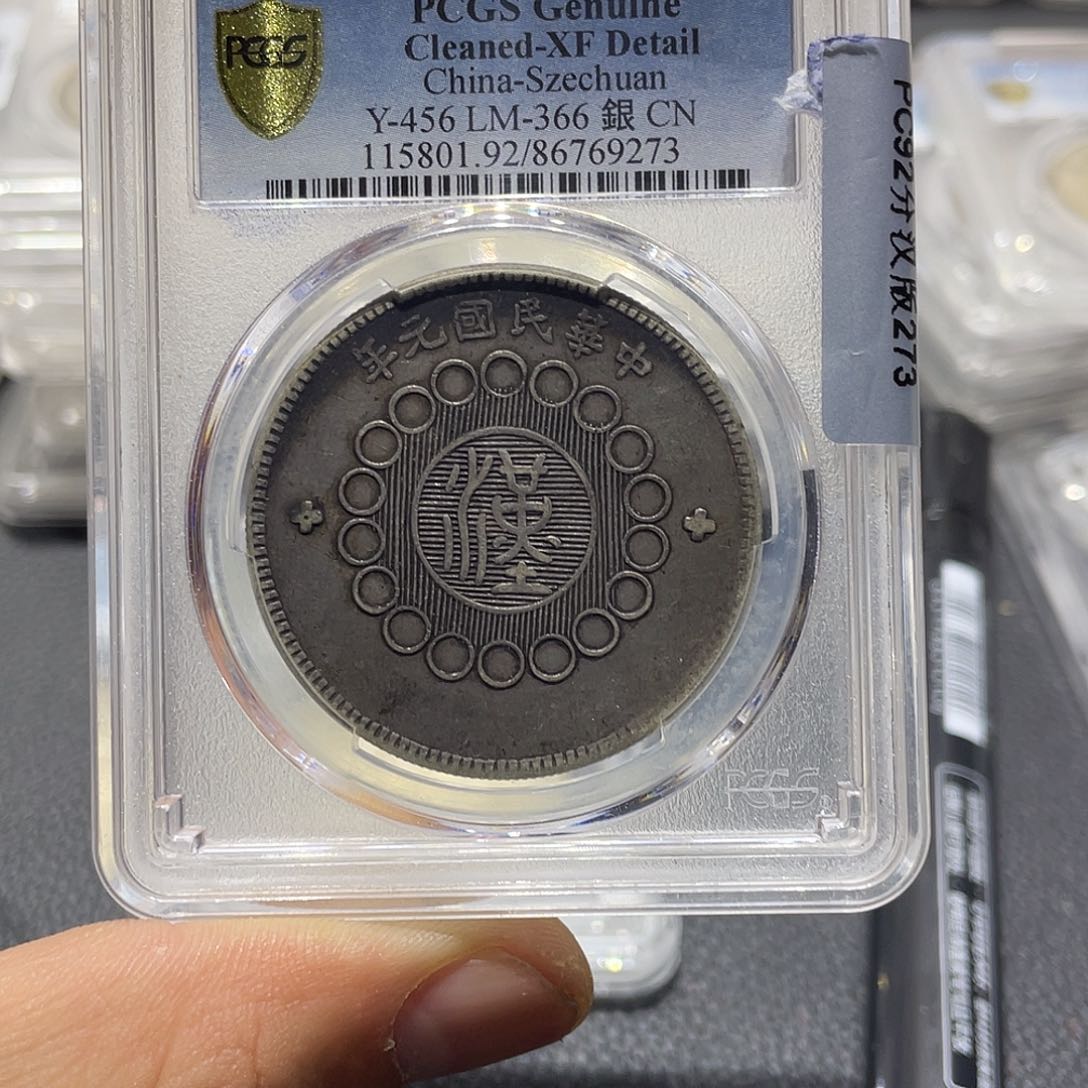 PCGS
PCGS Genuine
Cleaned-XF Detail
China-Szechuan
Y-456 LM-366 銀 CN
115801.92/86769273
PC92分汉版273
中華民國元年
漢
PCGS